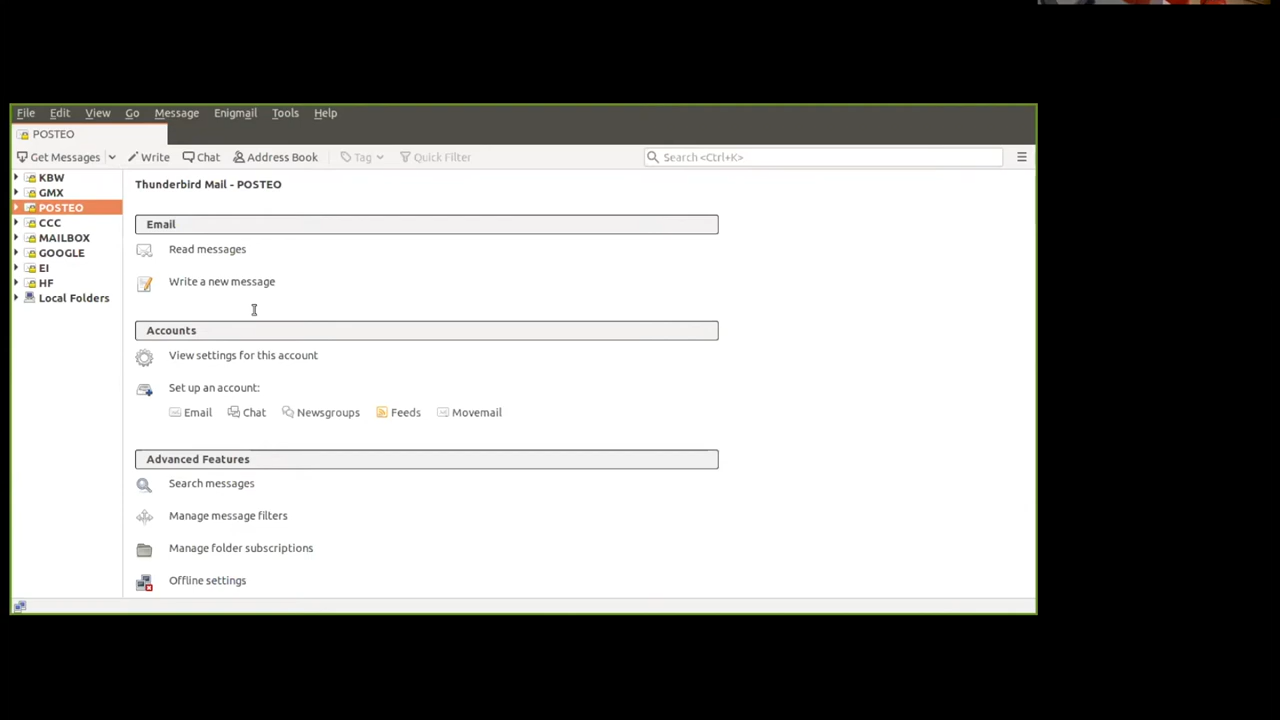 File Edit View Go Message Enigmail Tools Help
POSTEO
Get Messages Write Chat Address Book Tag Quick Filter Search <Ctrl+K>
KBW
GMX
POSTEO
CCC
MAILBOX
GOOGLE
EI
HF
Local Folders
Thunderbird Mail - POSTEO
Email
Read messages
Write a new message
Accounts
View settings for this account
Set up an account:
Email Chat Newsgroups Feeds Movemail
Advanced Features
Search messages
Manage message filters
Manage folder subscriptions
Offline settings